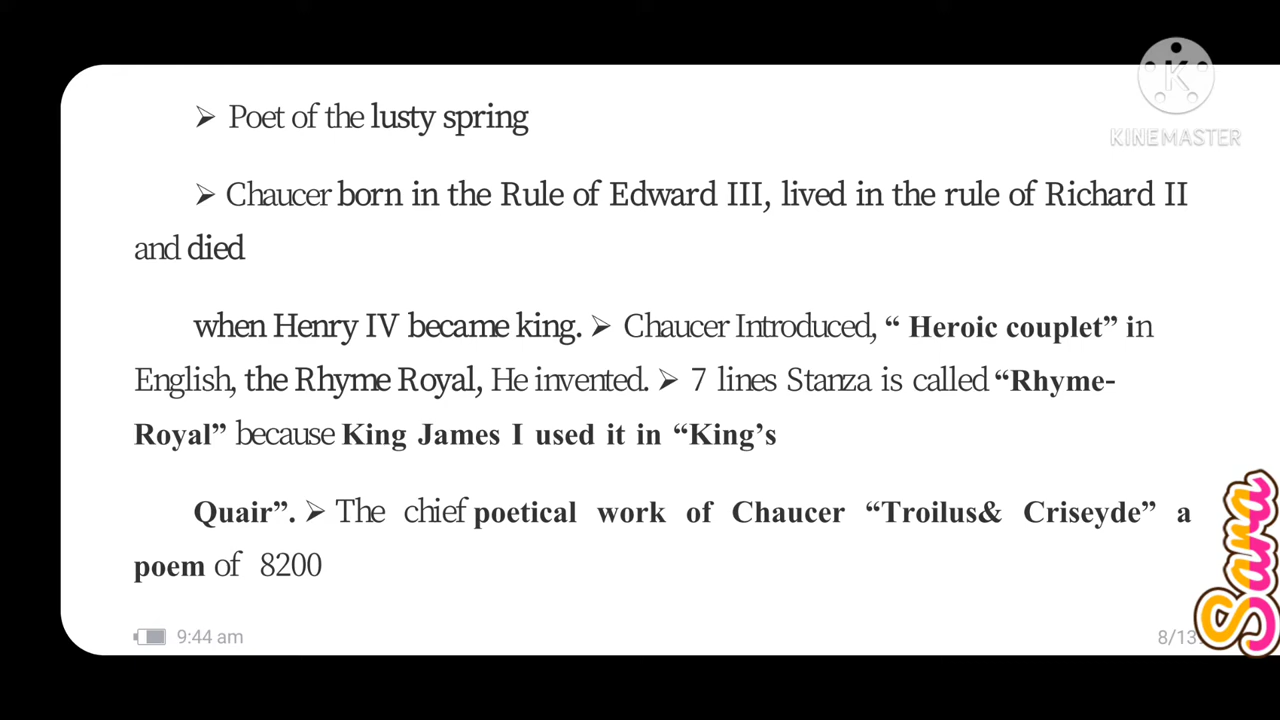 KINEMASTER
➢ Poet of the lusty spring
➢ Chaucer born in the Rule of Edward III, lived in the rule of Richard II
and died
when Henry IV became king. ➢ Chaucer Introduced, “ Heroic couplet” in
English, the Rhyme Royal, He invented. ➢ 7 lines Stanza is called “Rhyme-
Royal” because King James I used it in “King’s
Quair”. ➢ The chief poetical work of Chaucer “Troilus& Criseyde” a
poem of 8200
Sara
9:44 am
8/13